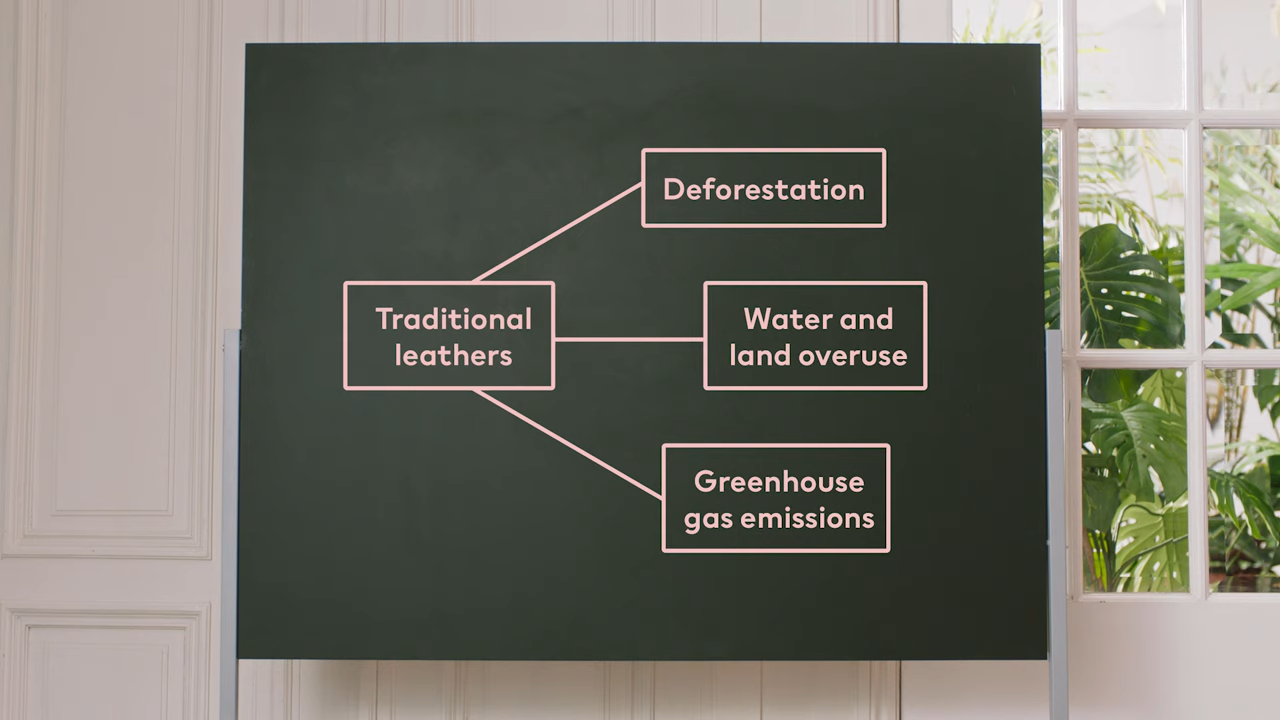 Deforestation
Traditional
leathers
Water and
land overuse
Greenhouse
gas emissions